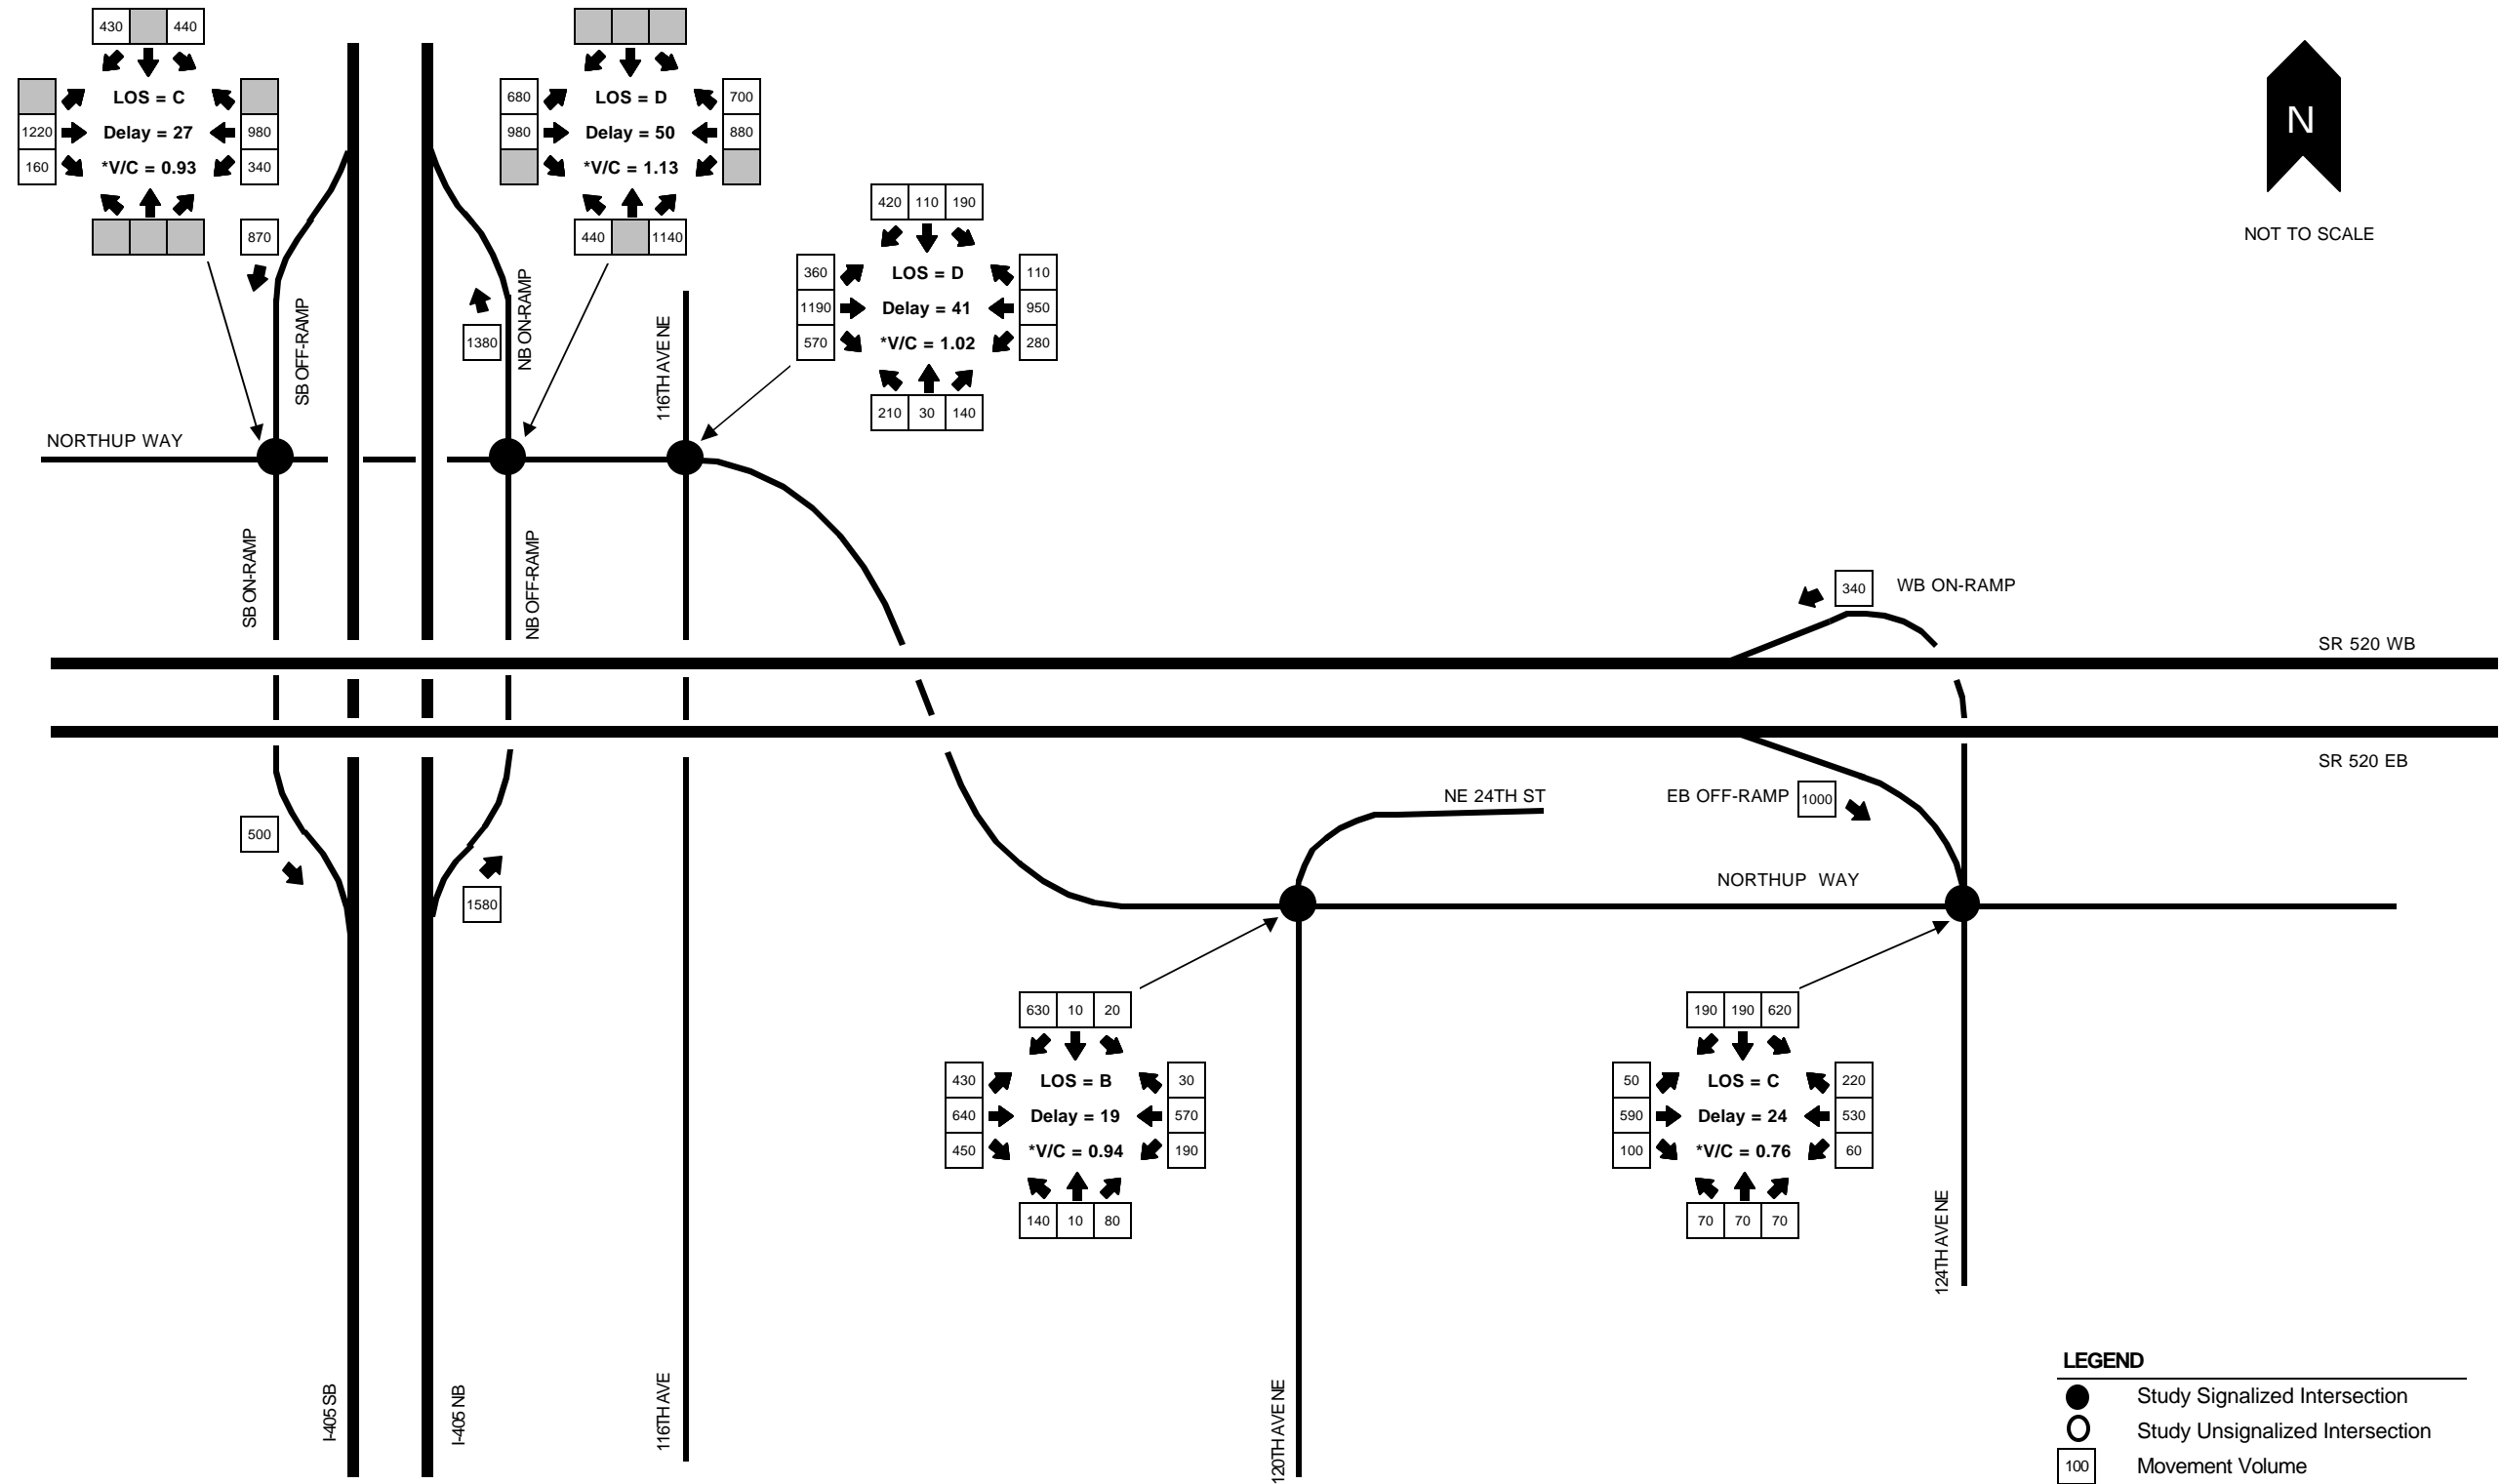 430 440
LOS = C
1220 Delay = 27 980
160 *V/C = 0.93 340
870
680 LOS = D 700
980 Delay = 50 880
*V/C = 1.13
440 1140
420 110 190
360 LOS = D 110
1190 Delay = 41 950
570 *V/C = 1.02 280
210 30 140
N
NOT TO SCALE
SB OFF-RAMP
1380
NB ON-RAMP
116TH AVE NE
NORTHUP WAY
SB ON-RAMP
NB OFF-RAMP
340 WB ON-RAMP
SR 520 WB
SR 520 EB
NE 24TH ST
EB OFF-RAMP 1000
500
1580
NORTHUP WAY
630 10 20
430 LOS = B 30
640 Delay = 19 570
450 *V/C = 0.94 190
140 10 80
190 190 620
50 LOS = C 220
590 Delay = 24 530
100 *V/C = 0.76 60
70 70 70
124TH AVE NE
I-405 SB
I-405 NB
116TH AVE
120TH AVE NE
LEGEND
Study Signalized Intersection
Study Unsignalized Intersection
100 Movement Volume